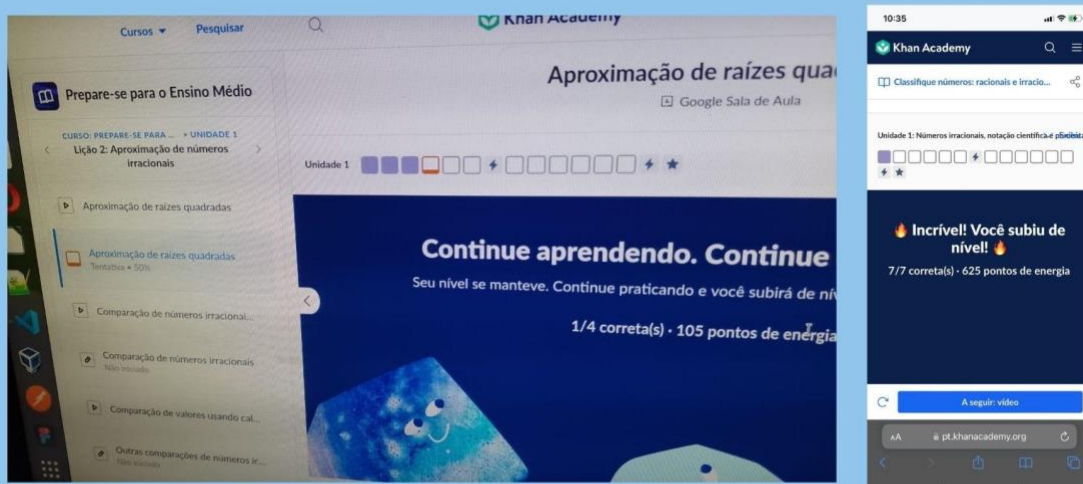 Cursos
Pesquisar
Khan Academy
Prepare-se para o Ensino Médio
CURSO: PREPARE-SE PARA ... > UNIDADE 1
Lição 2: Aproximação de números
irracionais
Aproximação de raízes quadradas
Aproximação de raízes quadradas
Tentativa • 50%
Comparação de números irracionai...
Comparação de números irracionais
Não iniciado
Comparação de valores usando cal...
Outras comparações de números ir...
Não iniciado
Aproximação de raízes qua
Google Sala de Aula
Unidade 1
Continue aprendendo. Continue
Seu nível se manteve. Continue praticando e você subirá de ní
1/4 correta(s) · 105 pontos de energia
10:35
Khan Academy
Classifique números: racionais e irracio...
Unidade 1: Números irracionais, notação científica e
Incrível! Você subiu de
nível!
7/7 correta(s) · 625 pontos de energia
A seguir: vídeo
AA
pt.khanacademy.org